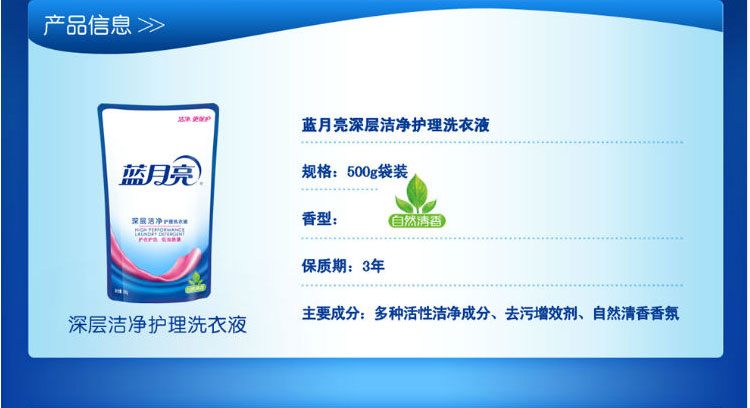 产品信息 >>
洁净·更保护
蓝月亮
深层洁净 护理洗衣液
HIGH PERFORMANCE
LAUNDRY DETERGENT
自然清香
深层洁净护理洗衣液
蓝月亮深层洁净护理洗衣液
规格：500g袋装
香型：
自然清香
保质期：3年
主要成分：多种活性洁净成分、去污增效剂、自然清香香氛